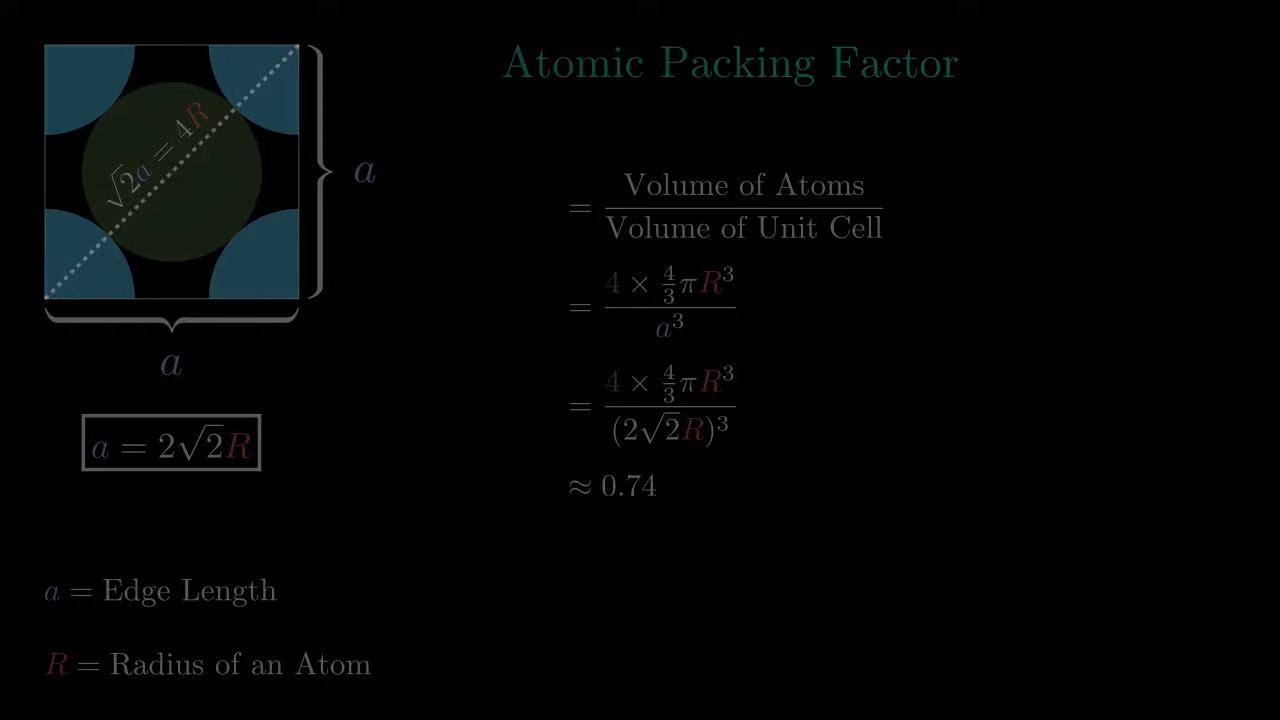 Atomic Packing Factor
√2a = 4R
a
a
a = 2√2R
= Volume of Atoms / Volume of Unit Cell
= 4 × 4/3 πR³ / a³
= 4 × 4/3 πR³ / (2√2R)³
≈ 0.74
a = Edge Length
R = Radius of an Atom